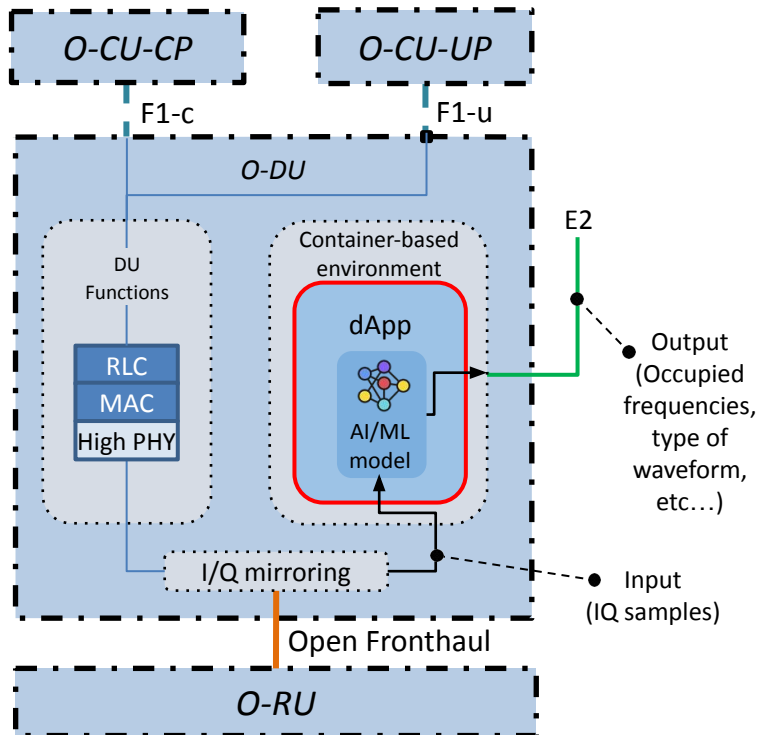 O-CU-CP
O-CU-UP
F1-c
F1-u
O-DU
DU
Functions
RLC
MAC
High PHY
Container-based
environment
dApp
AI/ML
model
E2
Output
(Occupied
frequencies,
type of
waveform,
etc...)
I/Q mirroring
Input
(IQ samples)
Open Fronthaul
O-RU